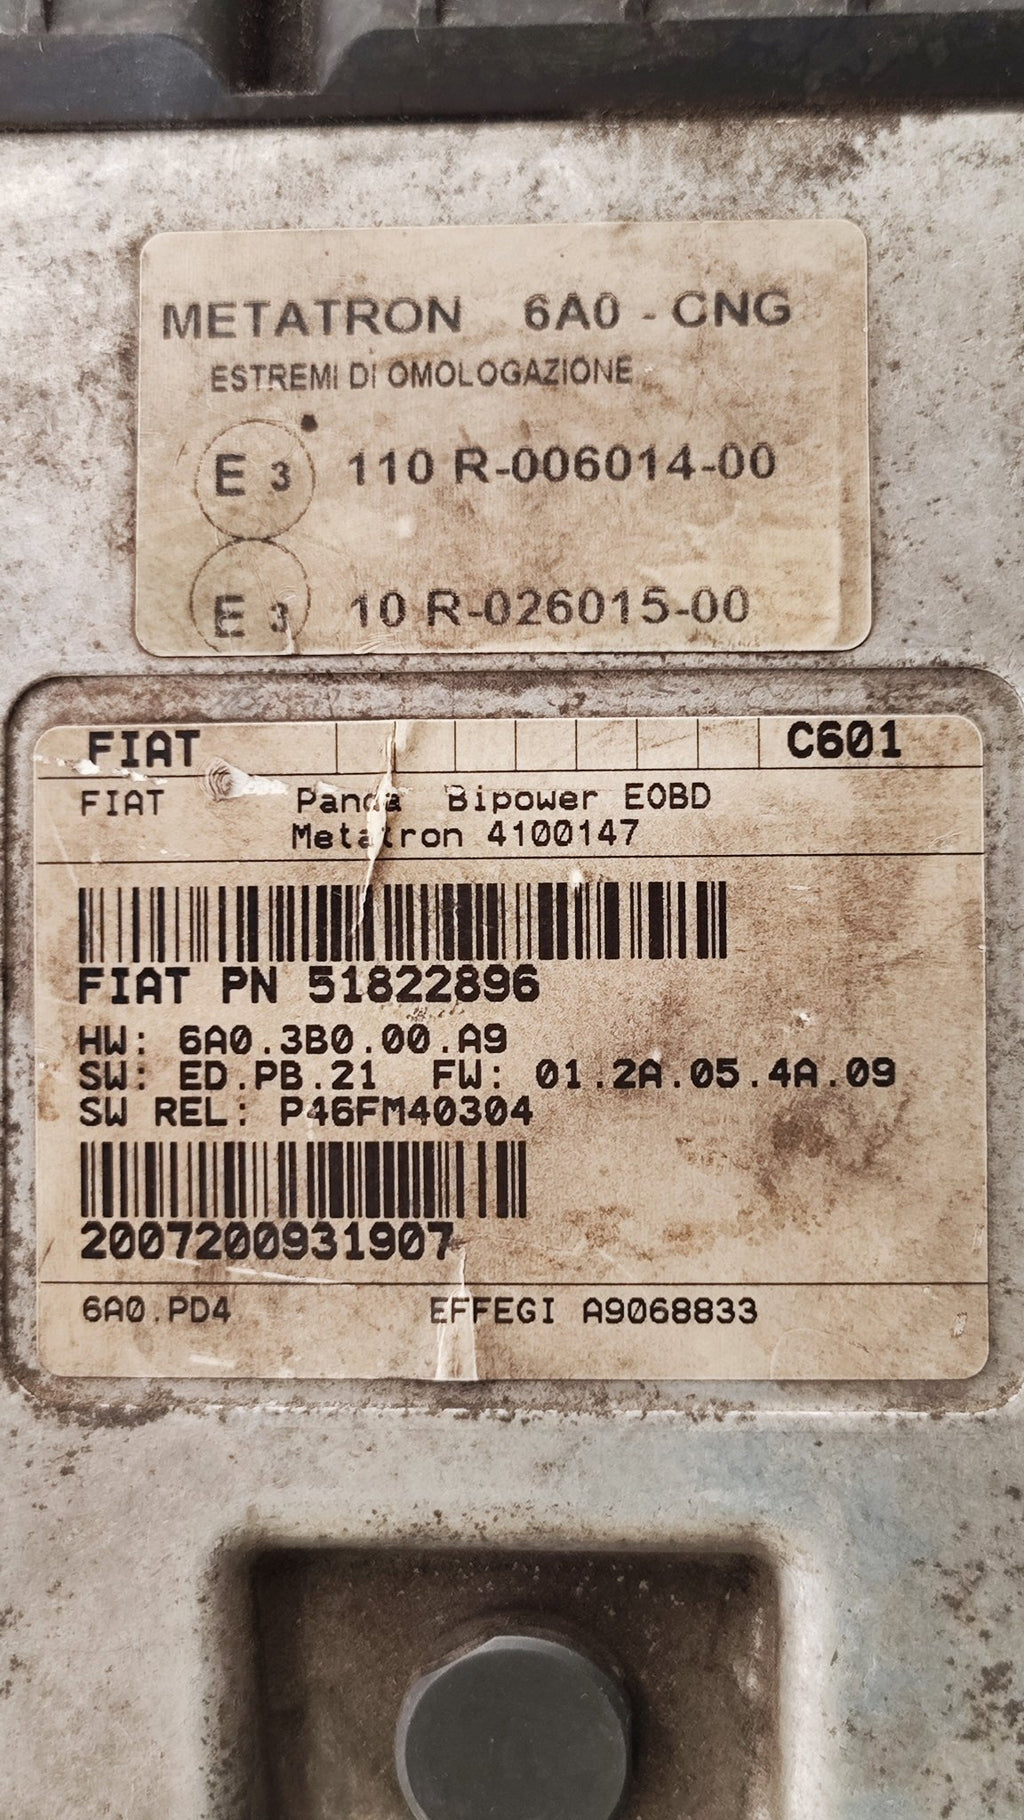 METATRON 6A0 - CNG
ESTREMI DI OMOLOGAZIONE
E 3 110 R-006014-00
E 3 10 R-026015-00
FIAT C601
FIAT Panda Bipower EOBD
Metatron 4100147
FIAT PN 51822896
HW: 6A0.3B0.00.A9
SW: ED.PB.21 FW: 01.2A.05.4A.09
SW REL: P46FM40304
2007200931907
6A0.PD4 EFFEGI A9068833